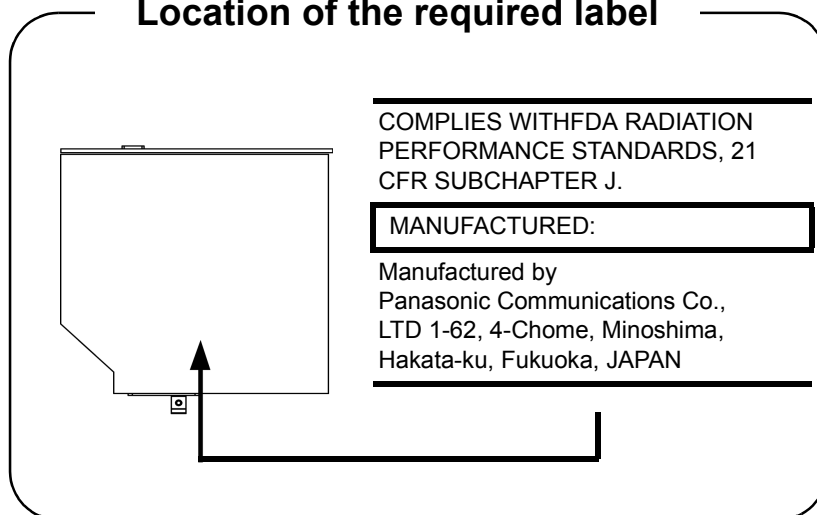 Location of the required label
COMPLIES WITHFDA RADIATION
PERFORMANCE STANDARDS, 21
CFR SUBCHAPTER J.
MANUFACTURED:
Manufactured by
Panasonic Communications Co.,
LTD 1-62, 4-Chome, Minoshima,
Hakata-ku, Fukuoka, JAPAN